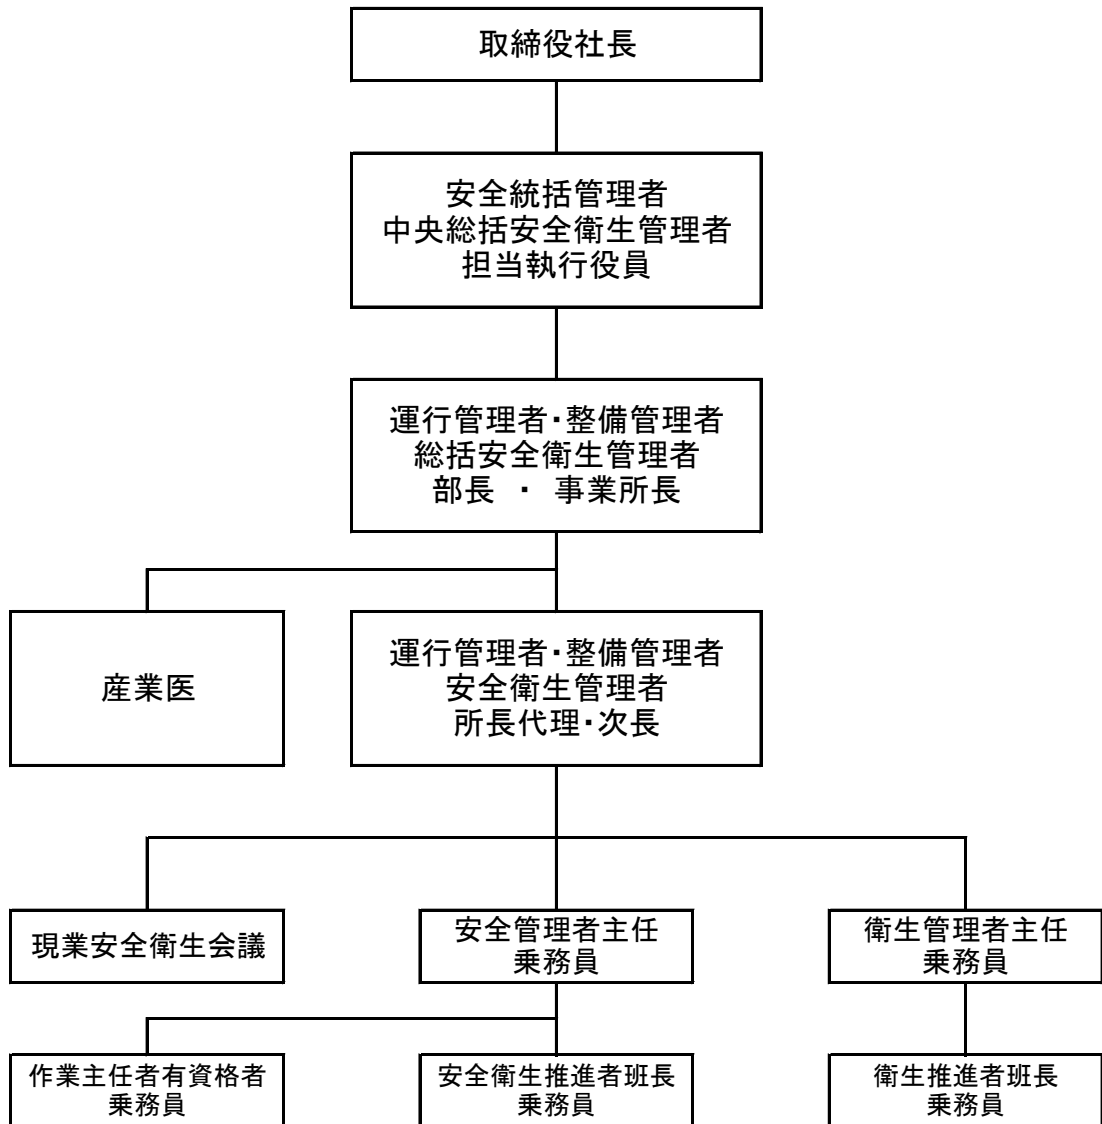 取締役社長
安全統括管理者
中央総括安全衛生管理者
担当執行役員
運行管理者・整備管理者
総括安全衛生管理者
部長 ・ 事業所長
産業医
運行管理者・整備管理者
安全衛生管理者
所長代理・次長
現業安全衛生会議
安全管理者主任
乗務員
衛生管理者主任
乗務員
作業主任者有資格者
乗務員
安全衛生推進者班長
乗務員
衛生推進者班長
乗務員